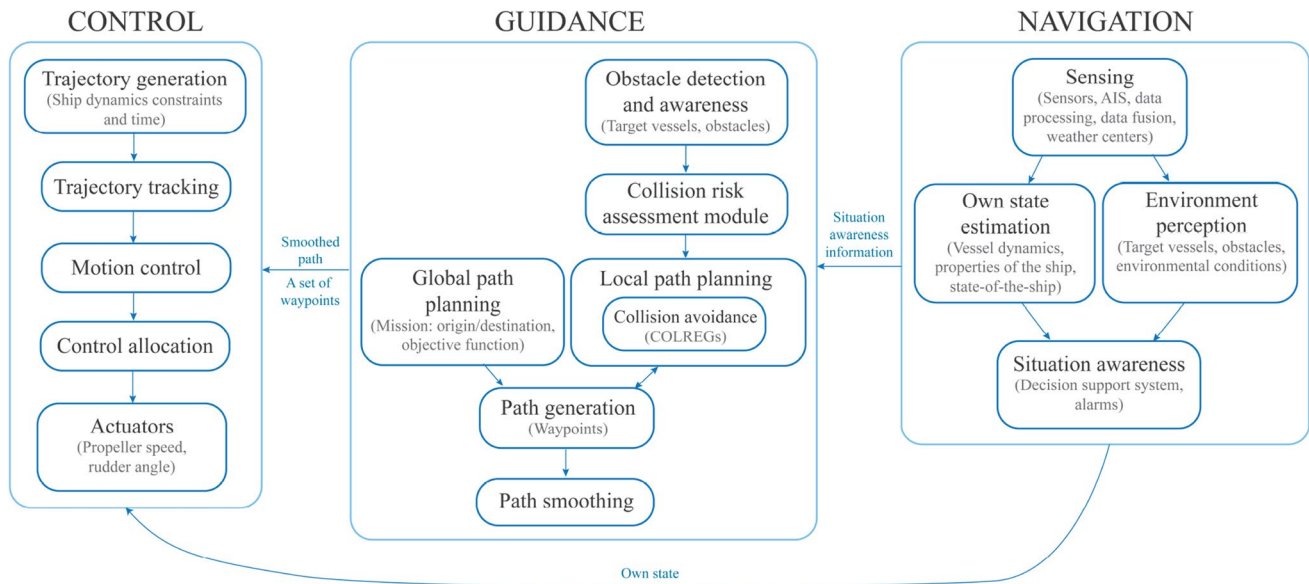 CONTROL
Trajectory generation
(Ship dynamics constraints
and time)
Trajectory tracking
Motion control
Control allocation
Actuators
(Propeller speed,
rudder angle)
Smoothed
path
A set of
waypoints
GUIDANCE
Obstacle detection
and awareness
(Target vessels, obstacles)
Collision risk
assessment module
Global path
planning
(Mission: origin/destination,
objective function)
Local path planning
Collision avoidance
(COLREGs)
Path generation
(Waypoints)
Path smoothing
Situation
awareness
information
NAVIGATION
Sensing
(Sensors, AIS, data
processing, data fusion,
weather centers)
Own state
estimation
(Vessel dynamics,
properties of the ship,
state-of-the-ship)
Environment
perception
(Target vessels, obstacles,
environmental conditions)
Situation awareness
(Decision support system,
alarms)
Own state